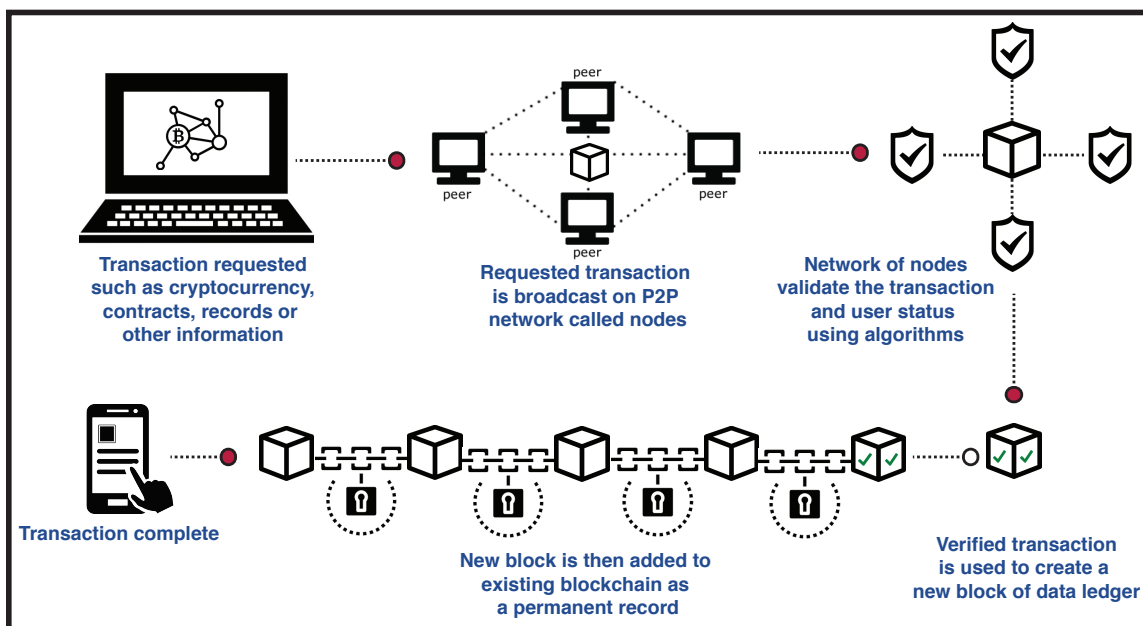 peer
peer
peer
peer
Transaction requested
such as cryptocurrency,
contracts, records or
other information
Requested transaction
is broadcast on P2P
network called nodes
Network of nodes
validate the transaction
and user status
using algorithms
Transaction complete
New block is then added to
existing blockchain as
a permanent record
Verified transaction
is used to create a
new block of data ledger